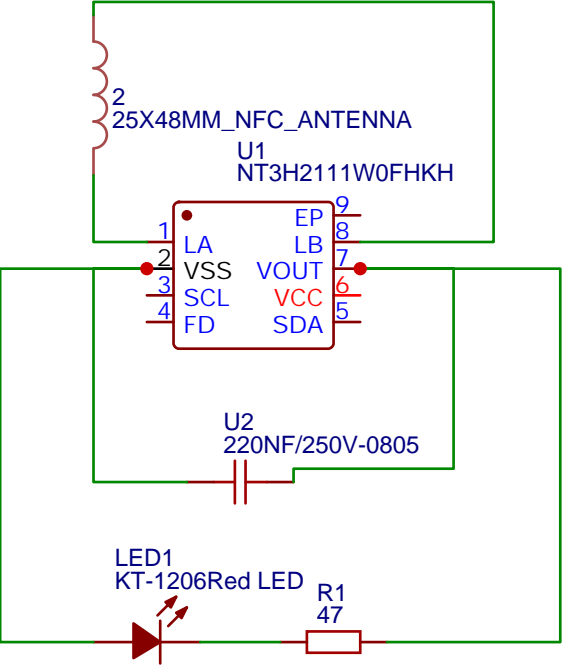 2
25X48MM_NFC_ANTENNA
U1
NT3H2111W0FHKH
9
EP
1
8
LA
LB
2
7
VSS
VOUT
3
6
SCL
VCC
4
5
FD
SDA
U2
220NF/250V-0805
LED1
KT-1206Red LED
R1
47